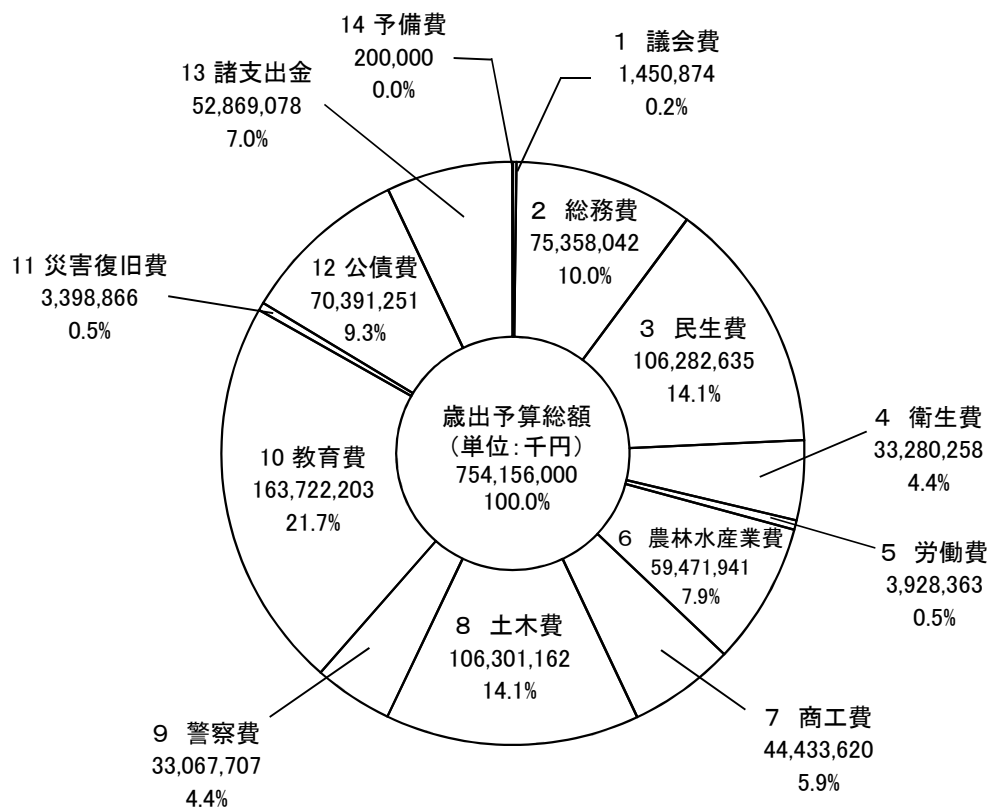 14 予備費
200,000
0.0%
1 議会費
1,450,874
0.2%
13 諸支出金
52,869,078
7.0%
2 総務費
75,358,042
10.0%
11 災害復旧費
3,398,866
0.5%
12 公債費
70,391,251
9.3%
3 民生費
106,282,635
14.1%
歳出予算総額
(単位:千円)
754,156,000
100.0%
4 衛生費
33,280,258
4.4%
10 教育費
163,722,203
21.7%
6 農林水産業費
59,471,941
7.9%
5 労働費
3,928,363
0.5%
8 土木費
106,301,162
14.1%
7 商工費
44,433,620
5.9%
9 警察費
33,067,707
4.4%